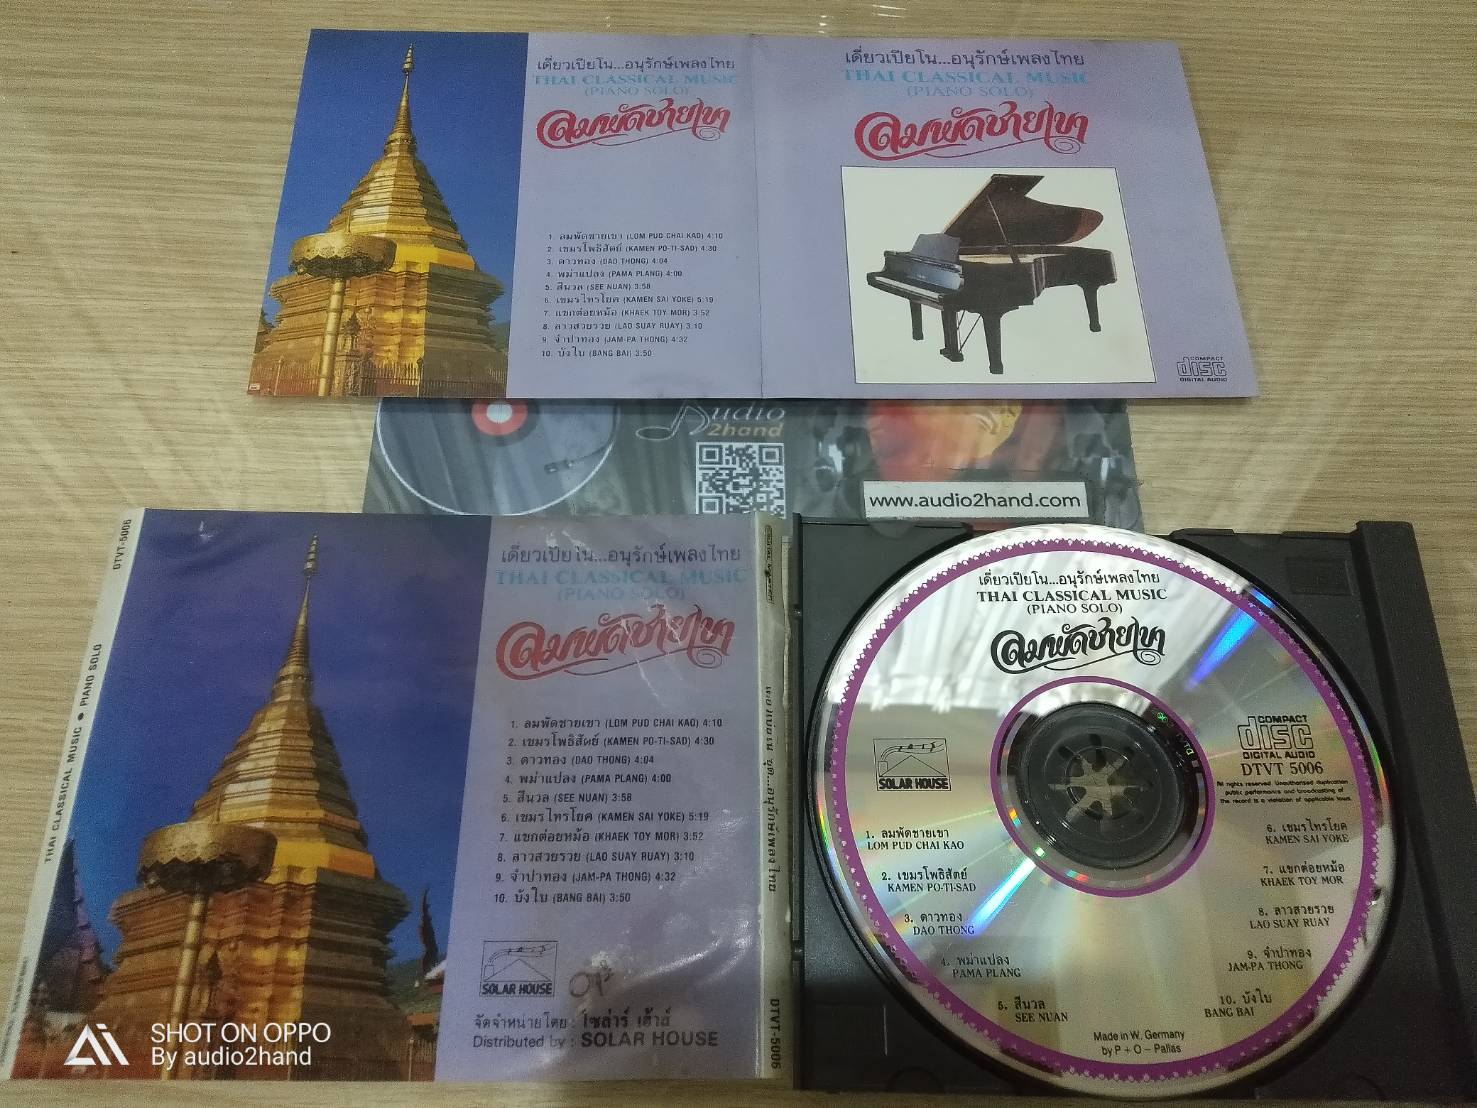 เดี่ยวเปียโน...อนุรักษ์เพลงไทย
THAI CLASSICAL MUSIC
(PIANO SOLO)
ลมพัดชายเขา
1. ลมพัดชายเขา (LOM PUD CHAI KAO) 4:10
2. เขมรโพธิสัตย์ (KAMEN PO-TI-SAD) 4:30
3. ดาวทอง (DAO THONG) 4:04
4. พม่าแปลง (PAMA PLANG) 4:00
5. สีนวล (SEE NUAN) 3:58
6. เขมรไทรโยค (KAMEN SAI YOKE) 5:19
7. แขกต่อยหม้อ (KHAEK TOY MOR) 3:52
8. ลาวสวยรวย (LAO SUAY RUAY) 3:10
9. จำปาทอง (JAM-PA THONG) 4:32
10. บังใบ (BANG BAI) 3:50
เดี่ยวเปียโน...อนุรักษ์เพลงไทย
THAI CLASSICAL MUSIC
(PIANO SOLO)
ลมพัดชายเขา
COMPACT
disc
DIGITAL AUDIO
Audio
2hand
www.audio2hand.com
DTVT-5006
THAI CLASSICAL MUSIC ● PIANO SOLO
เดี่ยวเปียโน...อนุรักษ์เพลงไทย
THAI CLASSICAL MUSIC
(PIANO SOLO)
ลมพัดชายเขา
1. ลมพัดชายเขา (LOM PUD CHAI KAO) 4:10
2. เขมรโพธิสัตย์ (KAMEN PO-TI-SAD) 4:30
3. ดาวทอง (DAO THONG) 4:04
4. พม่าแปลง (PAMA PLANG) 4:00
5. สีนวล (SEE NUAN) 3:58
6. เขมรไทรโยค (KAMEN SAI YOKE) 5:19
7. แขกต่อยหม้อ (KHAEK TOY MOR) 3:52
8. ลาวสวยรวย (LAO SUAY RUAY) 3:10
9. จำปาทอง (JAM-PA THONG) 4:32
10. บังใบ (BANG BAI) 3:50
SOLAR HOUSE
จัดจำหน่ายโดย : โซล่าร์ เฮ้าส์
Distributed by : SOLAR HOUSE
DTVT-5006
เดี่ยวเปียโน...อนุรักษ์เพลงไทย
THAI CLASSICAL MUSIC
(PIANO SOLO)
ลมพัดชายเขา
SOLAR HOUSE
COMPACT
disc
DIGITAL AUDIO
DTVT 5006
All rights reserved Unauthorised duplication
public performance and broadcasting of
the record is a violation of applicable laws.
1. ลมพัดชายเขา
LOM PUD CHAI KAO
2. เขมรโพธิสัตย์
KAMEN PO-TI-SAD
3. ดาวทอง
DAO THONG
4. พม่าแปลง
PAMA PLANG
5. สีนวล
SEE NUAN
6. เขมรไทรโยค
KAMEN SAI YOKE
7. แขกต่อยหม้อ
KHAEK TOY MOR
8. ลาวสวยรวย
LAO SUAY RUAY
9. จำปาทอง
JAM-PA THONG
10. บังใบ
BANG BAI
Made in W. Germany
by P + O – Pallas
SHOT ON OPPO
By audio2hand